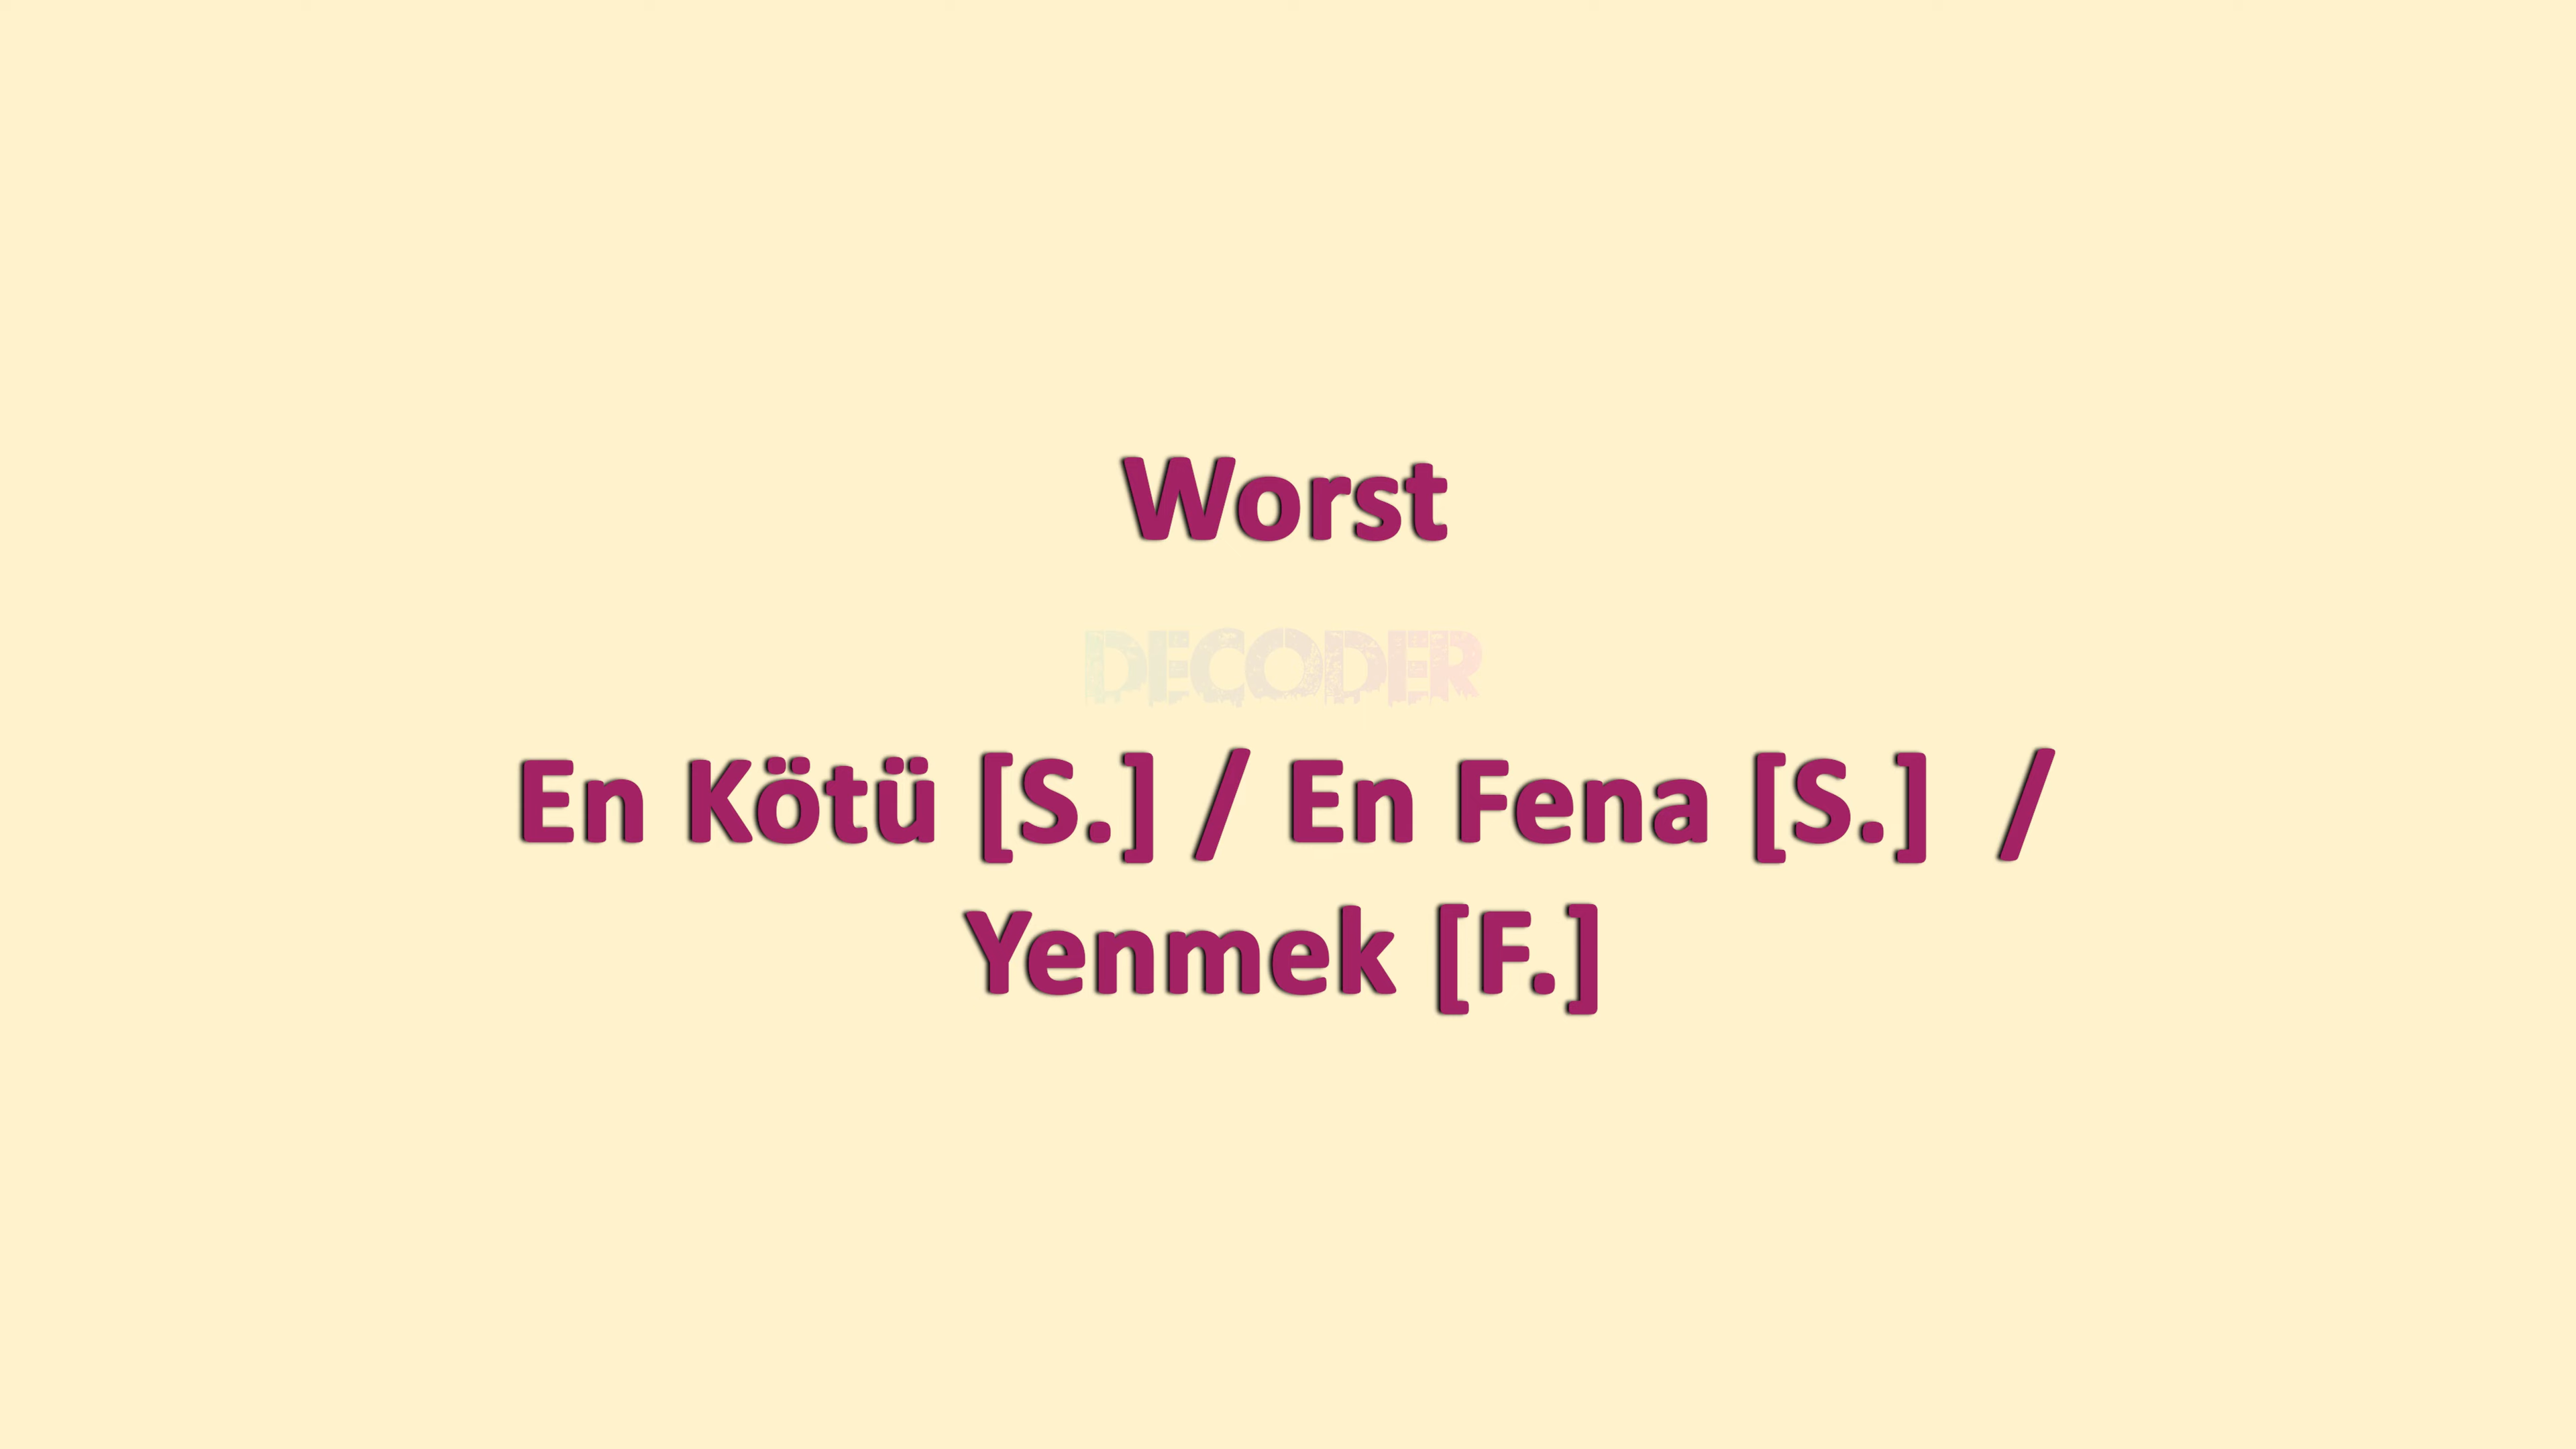 Worst
DECODER
En Kötü [S.] / En Fena [S.] /
Yenmek [F.]